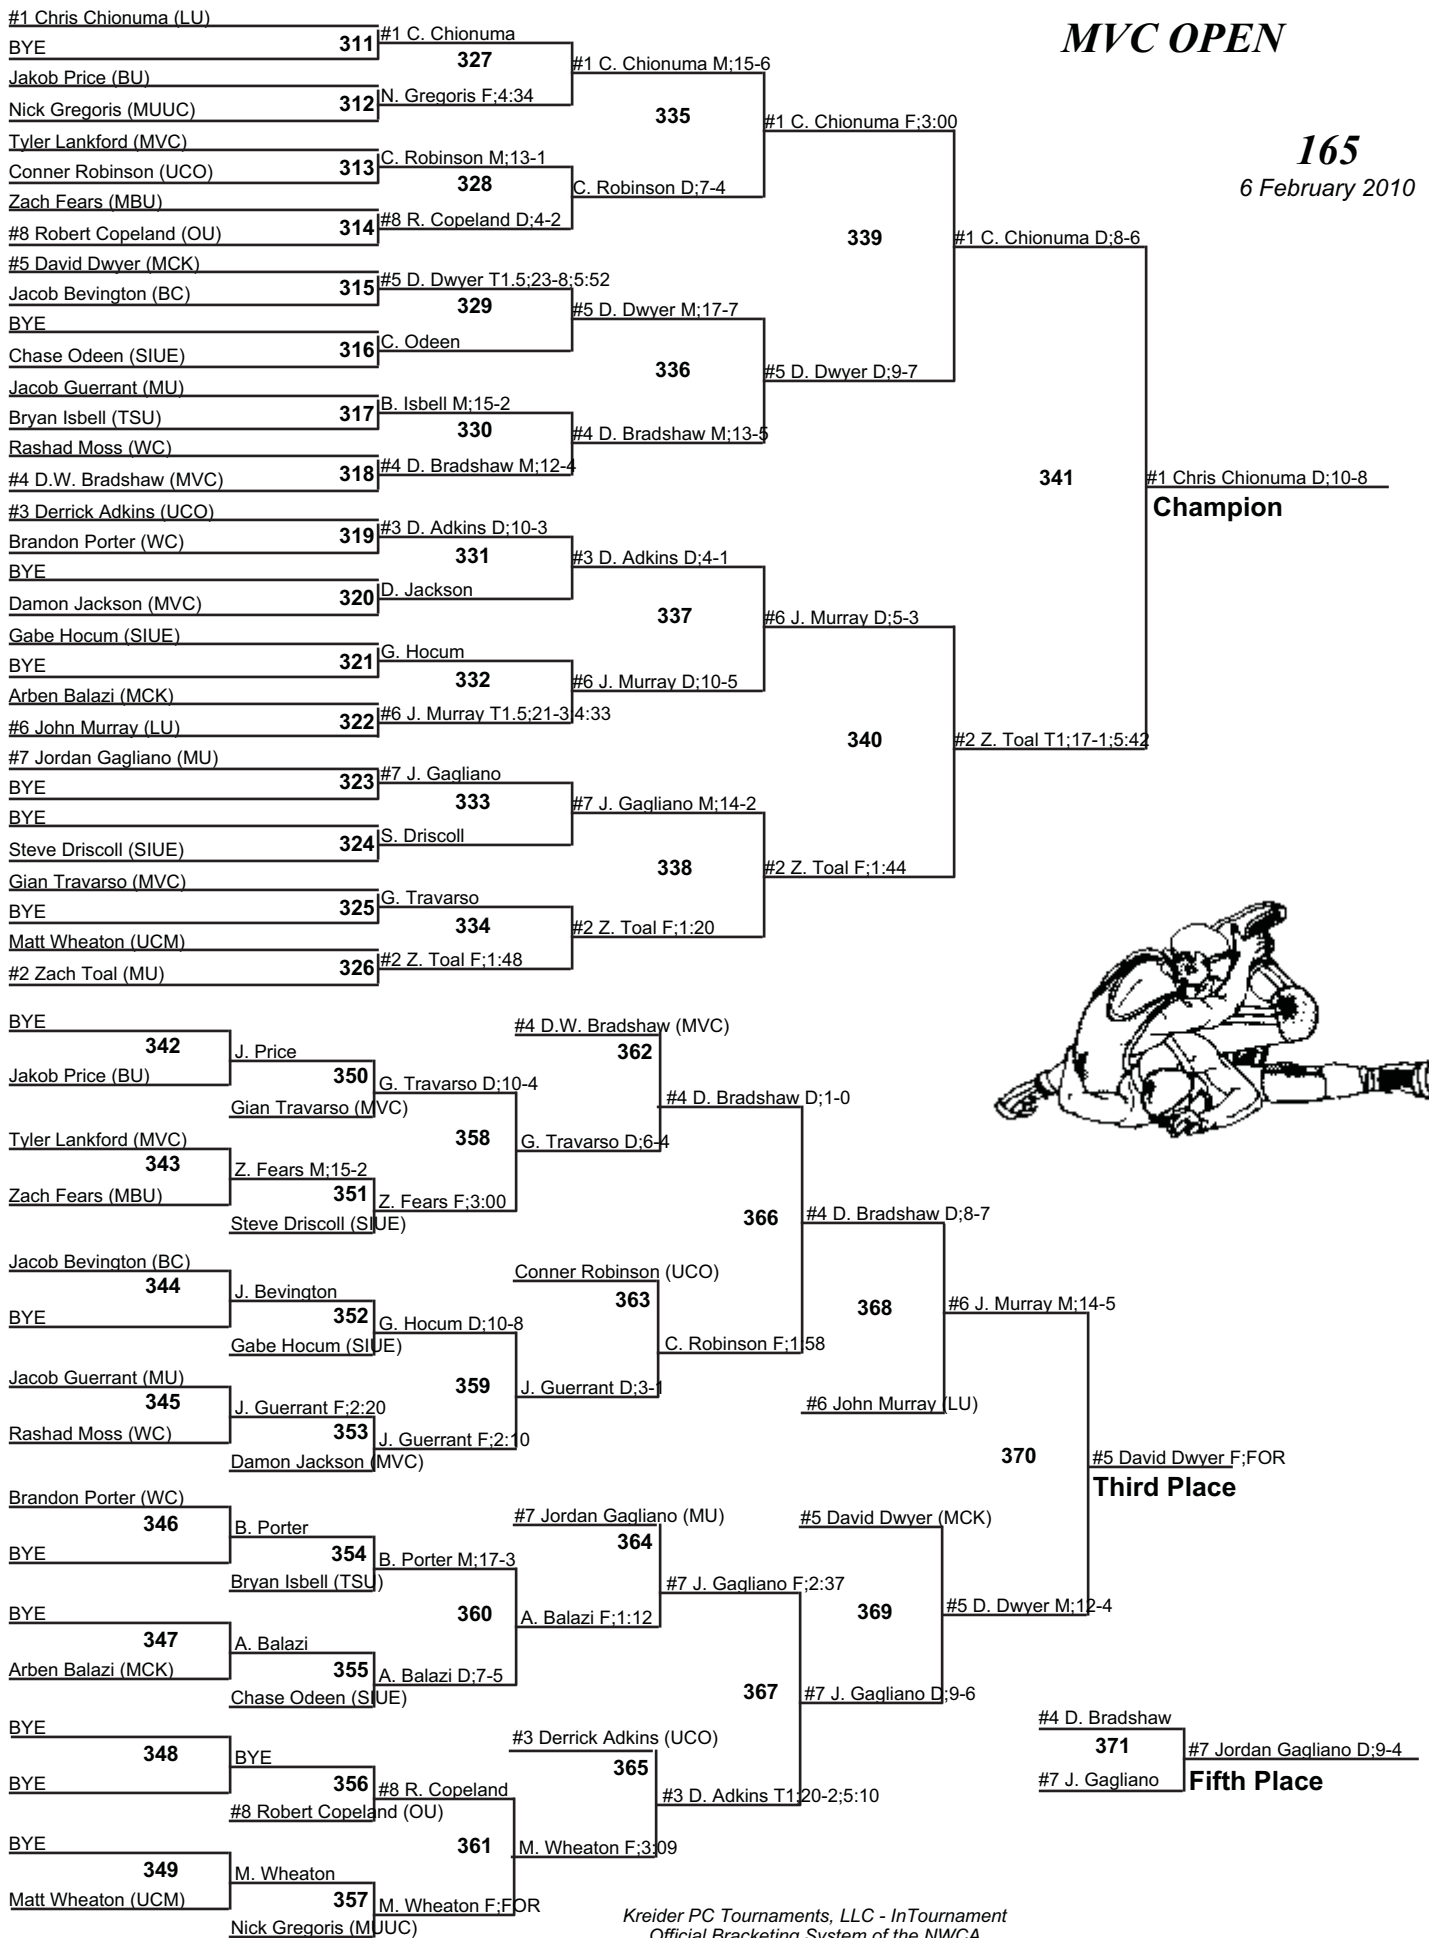 MVC OPEN
165
6 February 2010
#1 Chris Chionuma (LU)
BYE
311
#1 C. Chionuma
327
Jakob Price (BU)
Nick Gregoris (MUUC)
312
N. Gregoris F;4:34
#1 C. Chionuma M;15-6
335
Tyler Lankford (MVC)
Conner Robinson (UCO)
313
C. Robinson M;13-1
328
Zach Fears (MBU)
#8 Robert Copeland (OU)
314
#8 R. Copeland D;4-2
C. Robinson D;7-4
#1 C. Chionuma F;3:00
339
#5 David Dwyer (MCK)
Jacob Bevington (BC)
315
#5 D. Dwyer T1.5;23-8;5:52
329
BYE
Chase Odeen (SIUE)
316
C. Odeen
#5 D. Dwyer M;17-7
336
Jacob Guerrant (MU)
Bryan Isbell (TSU)
317
B. Isbell M;15-2
330
Rashad Moss (WC)
#4 D.W. Bradshaw (MVC)
318
#4 D. Bradshaw M;12-4
#4 D. Bradshaw M;13-5
#5 D. Dwyer D;9-7
#1 C. Chionuma D;8-6
341
#1 Chris Chionuma D;10-8
Champion
#3 Derrick Adkins (UCO)
Brandon Porter (WC)
319
#3 D. Adkins D;10-3
331
BYE
Damon Jackson (MVC)
320
D. Jackson
#3 D. Adkins D;4-1
337
Gabe Hocum (SIUE)
BYE
321
G. Hocum
332
Arben Balazi (MCK)
#6 John Murray (LU)
322
#6 J. Murray T1.5;21-3;4:33
#6 J. Murray D;10-5
#6 J. Murray D;5-3
340
#2 Z. Toal T1;17-1;5:42
#7 Jordan Gagliano (MU)
BYE
323
#7 J. Gagliano
333
BYE
Steve Driscoll (SIUE)
324
S. Driscoll
#7 J. Gagliano M;14-2
338
Gian Travarso (MVC)
BYE
325
G. Travarso
334
Matt Wheaton (UCM)
#2 Zach Toal (MU)
326
#2 Z. Toal F;1:48
#2 Z. Toal F;1:20
#2 Z. Toal F;1:44
BYE
342
Jakob Price (BU)
J. Price
350
Gian Travarso (MVC)
G. Travarso D;10-4
358
Tyler Lankford (MVC)
343
Zach Fears (MBU)
Z. Fears M;15-2
351
Steve Driscoll (SIUE)
Z. Fears F;3:00
#4 D.W. Bradshaw (MVC)
362
G. Travarso D;6-4
#4 D. Bradshaw D;1-0
366
Jacob Bevington (BC)
344
BYE
J. Bevington
352
Gabe Hocum (SIUE)
G. Hocum D;10-8
359
Jacob Guerrant (MU)
345
Rashad Moss (WC)
J. Guerrant F;2:20
353
Damon Jackson (MVC)
J. Guerrant F;2:10
Conner Robinson (UCO)
363
J. Guerrant D;3-1
C. Robinson F;1:58
#4 D. Bradshaw D;8-7
368
#6 John Murray (LU)
#6 J. Murray M;14-5
370
#5 David Dwyer F;FOR
Third Place
Brandon Porter (WC)
346
BYE
B. Porter
354
Bryan Isbell (TSU)
B. Porter M;17-3
360
BYE
347
Arben Balazi (MCK)
A. Balazi
355
Chase Odeen (SIUE)
A. Balazi D;7-5
#7 Jordan Gagliano (MU)
364
A. Balazi F;1:12
#7 J. Gagliano F;2:37
367
#5 David Dwyer (MCK)
369
#5 D. Dwyer M;12-4
#7 J. Gagliano D;9-6
BYE
348
BYE
BYE
356
#8 Robert Copeland (OU)
#8 R. Copeland
361
BYE
349
Matt Wheaton (UCM)
M. Wheaton
357
Nick Gregoris (MUUC)
M. Wheaton F;FOR
#3 Derrick Adkins (UCO)
365
M. Wheaton F;3:09
#3 D. Adkins T1;20-2;5:10
#4 D. Bradshaw
371
#7 J. Gagliano
#7 Jordan Gagliano D;9-4
Fifth Place
Kreider PC Tournaments, LLC - InTournament
Official Bracketing System of the NWCA